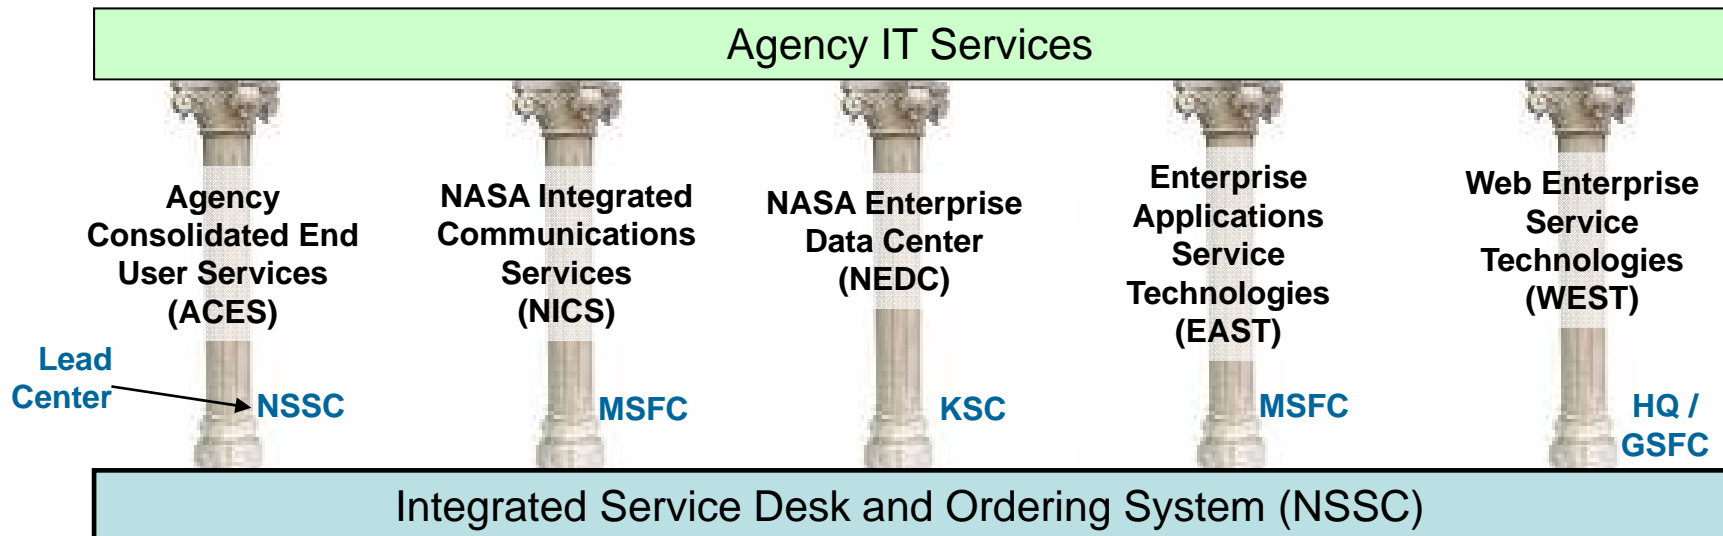 Agency IT Services
Agency
Consolidated End
User Services
(ACES)
NASA Integrated
Communications
Services
(NICS)
NASA Enterprise
Data Center
(NEDC)
Enterprise
Applications
Service
Technologies
(EAST)
Web Enterprise
Service
Technologies
(WEST)
Lead
Center
NSSC
MSFC
KSC
MSFC
HQ /
GSFC
Integrated Service Desk and Ordering System (NSSC)